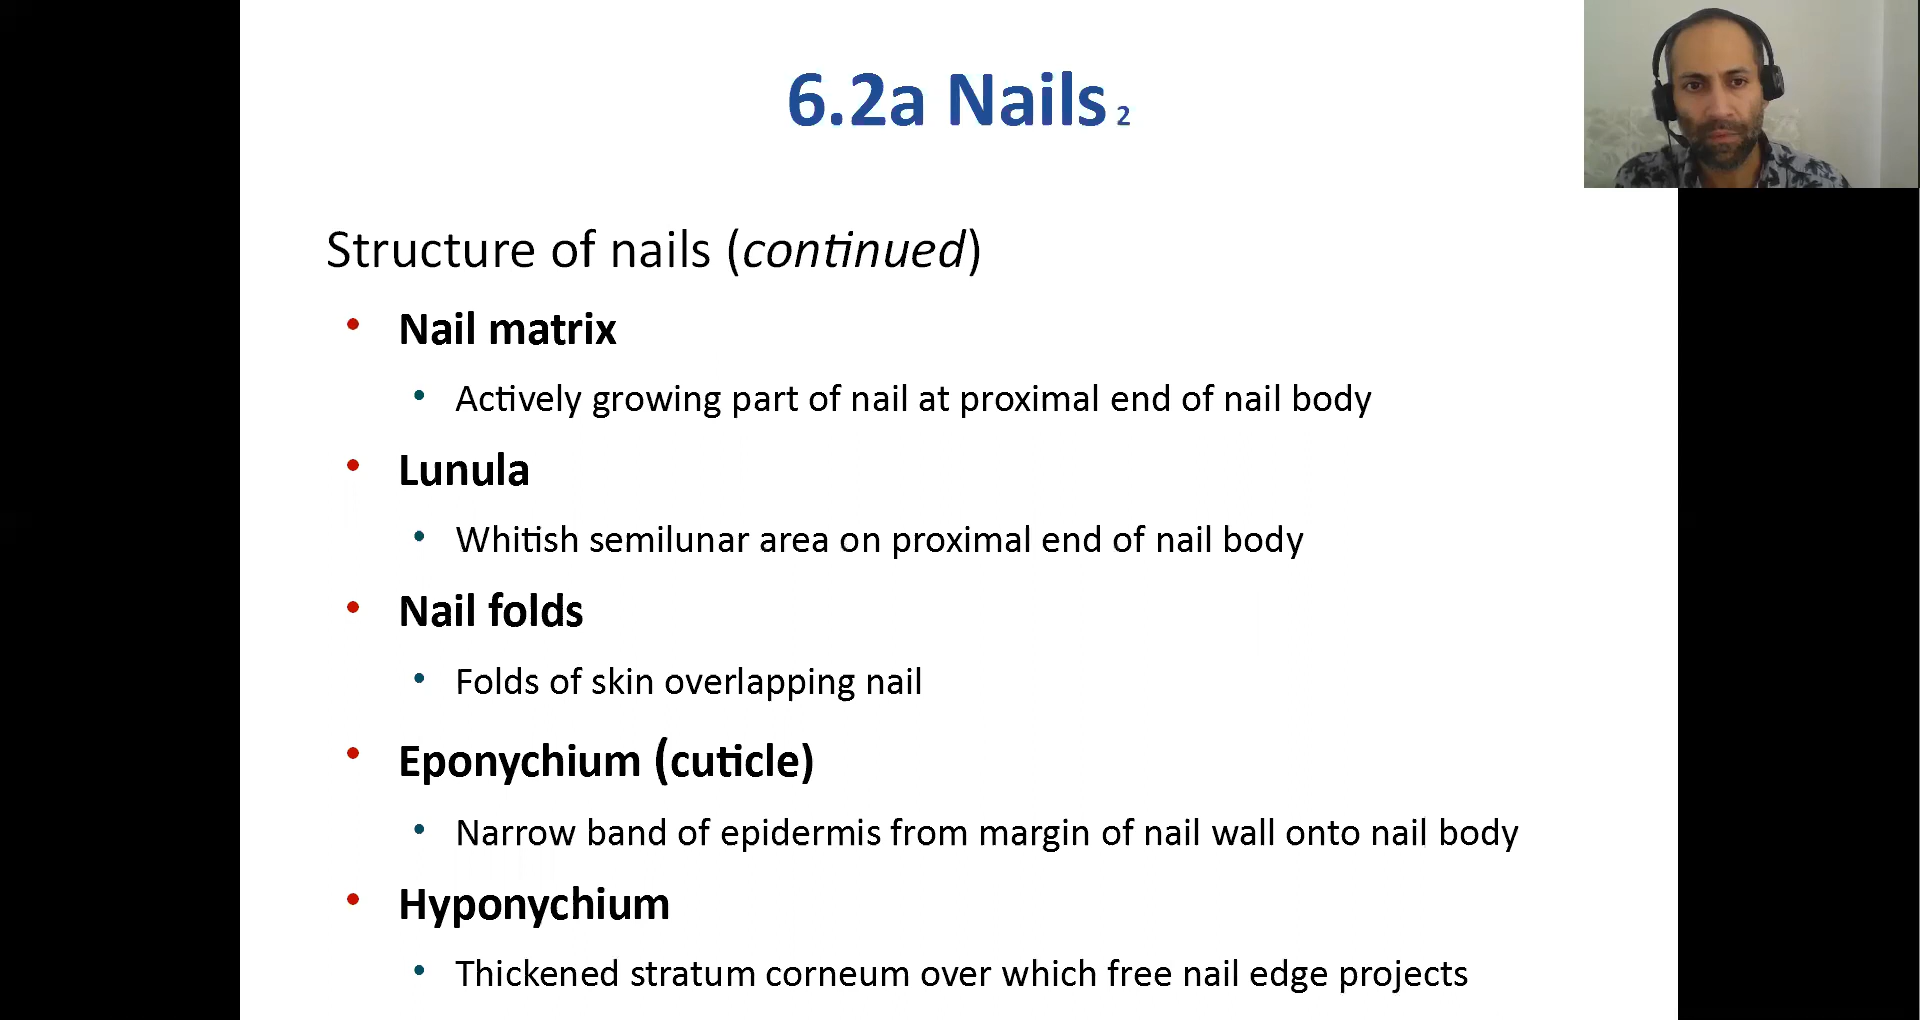 6.2a Nails 2
Structure of nails (continued)
• Nail matrix
• Actively growing part of nail at proximal end of nail body
• Lunula
• Whitish semilunar area on proximal end of nail body
• Nail folds
• Folds of skin overlapping nail
• Eponychium (cuticle)
• Narrow band of epidermis from margin of nail wall onto nail body
• Hyponychium
• Thickened stratum corneum over which free nail edge projects